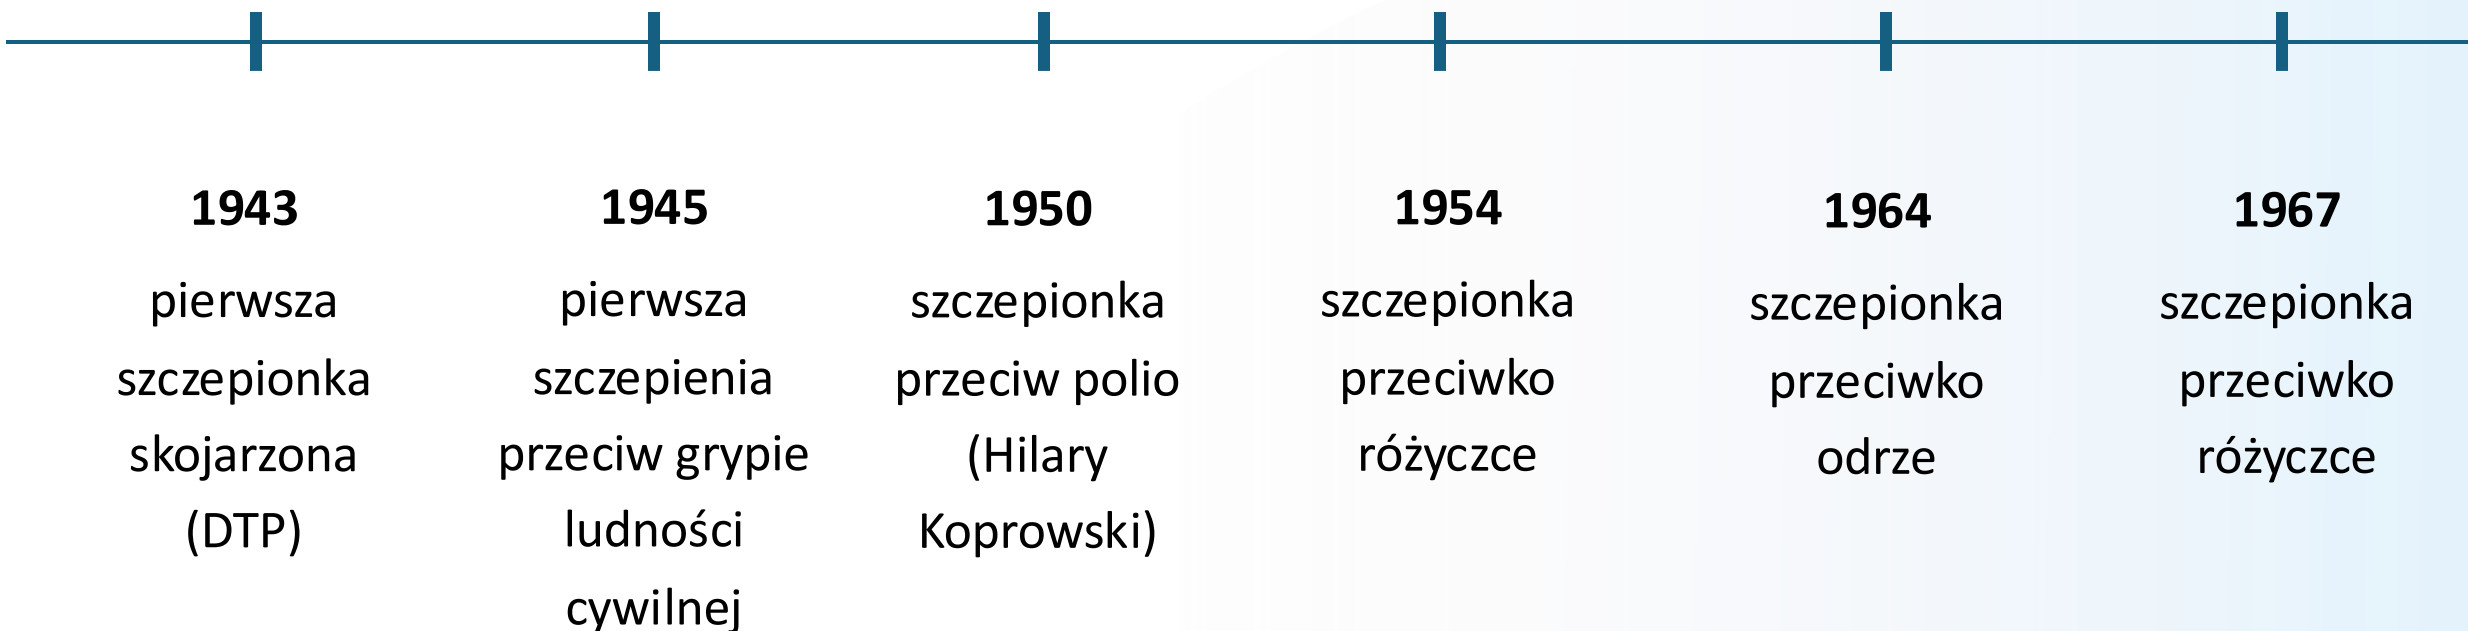 1943
pierwsza
szczepionka
skojarzona
(DTP)
1945
pierwsza
szczepienia
przeciw grypie
ludności
cywilnej
1950
szczepionka
przeciw polio
(Hilary
Koprowski)
1954
szczepionka
przeciwko
różyczce
1964
szczepionka
przeciwko
odrze
1967
szczepionka
przeciwko
różyczce